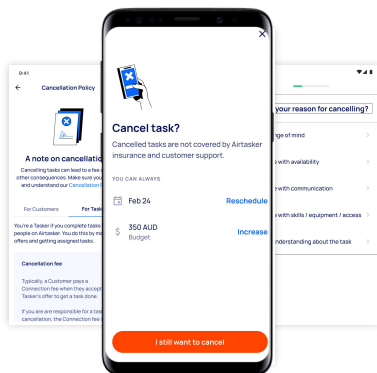 9:41
Cancellation Policy
A note on cancellatio
Cancelling tasks can lead to a fee
other consequences. Make sure you
and understand our Cancellation P
For Customers
For Task
You're a Tasker if you complete tasks
people on Airtasker. You do this by ma
offers and getting assigned tasks.
Cancellation fee
Typically, a Customer pays a
Connection fee when they accept
Tasker's offer to get a task done.
If you are responsible for a task
cancellation, the Connection fee
Cancel task?
Cancelled tasks are not covered by Airtasker
insurance and customer support.
YOU CAN ALWAYS
Feb 24
Reschedule
$
350 AUD
Budget
Increase
I still want to cancel
your reason for cancelling?
nge of mind
e with availability
e with communication
e with skills / equipment / access
nderstanding about the task